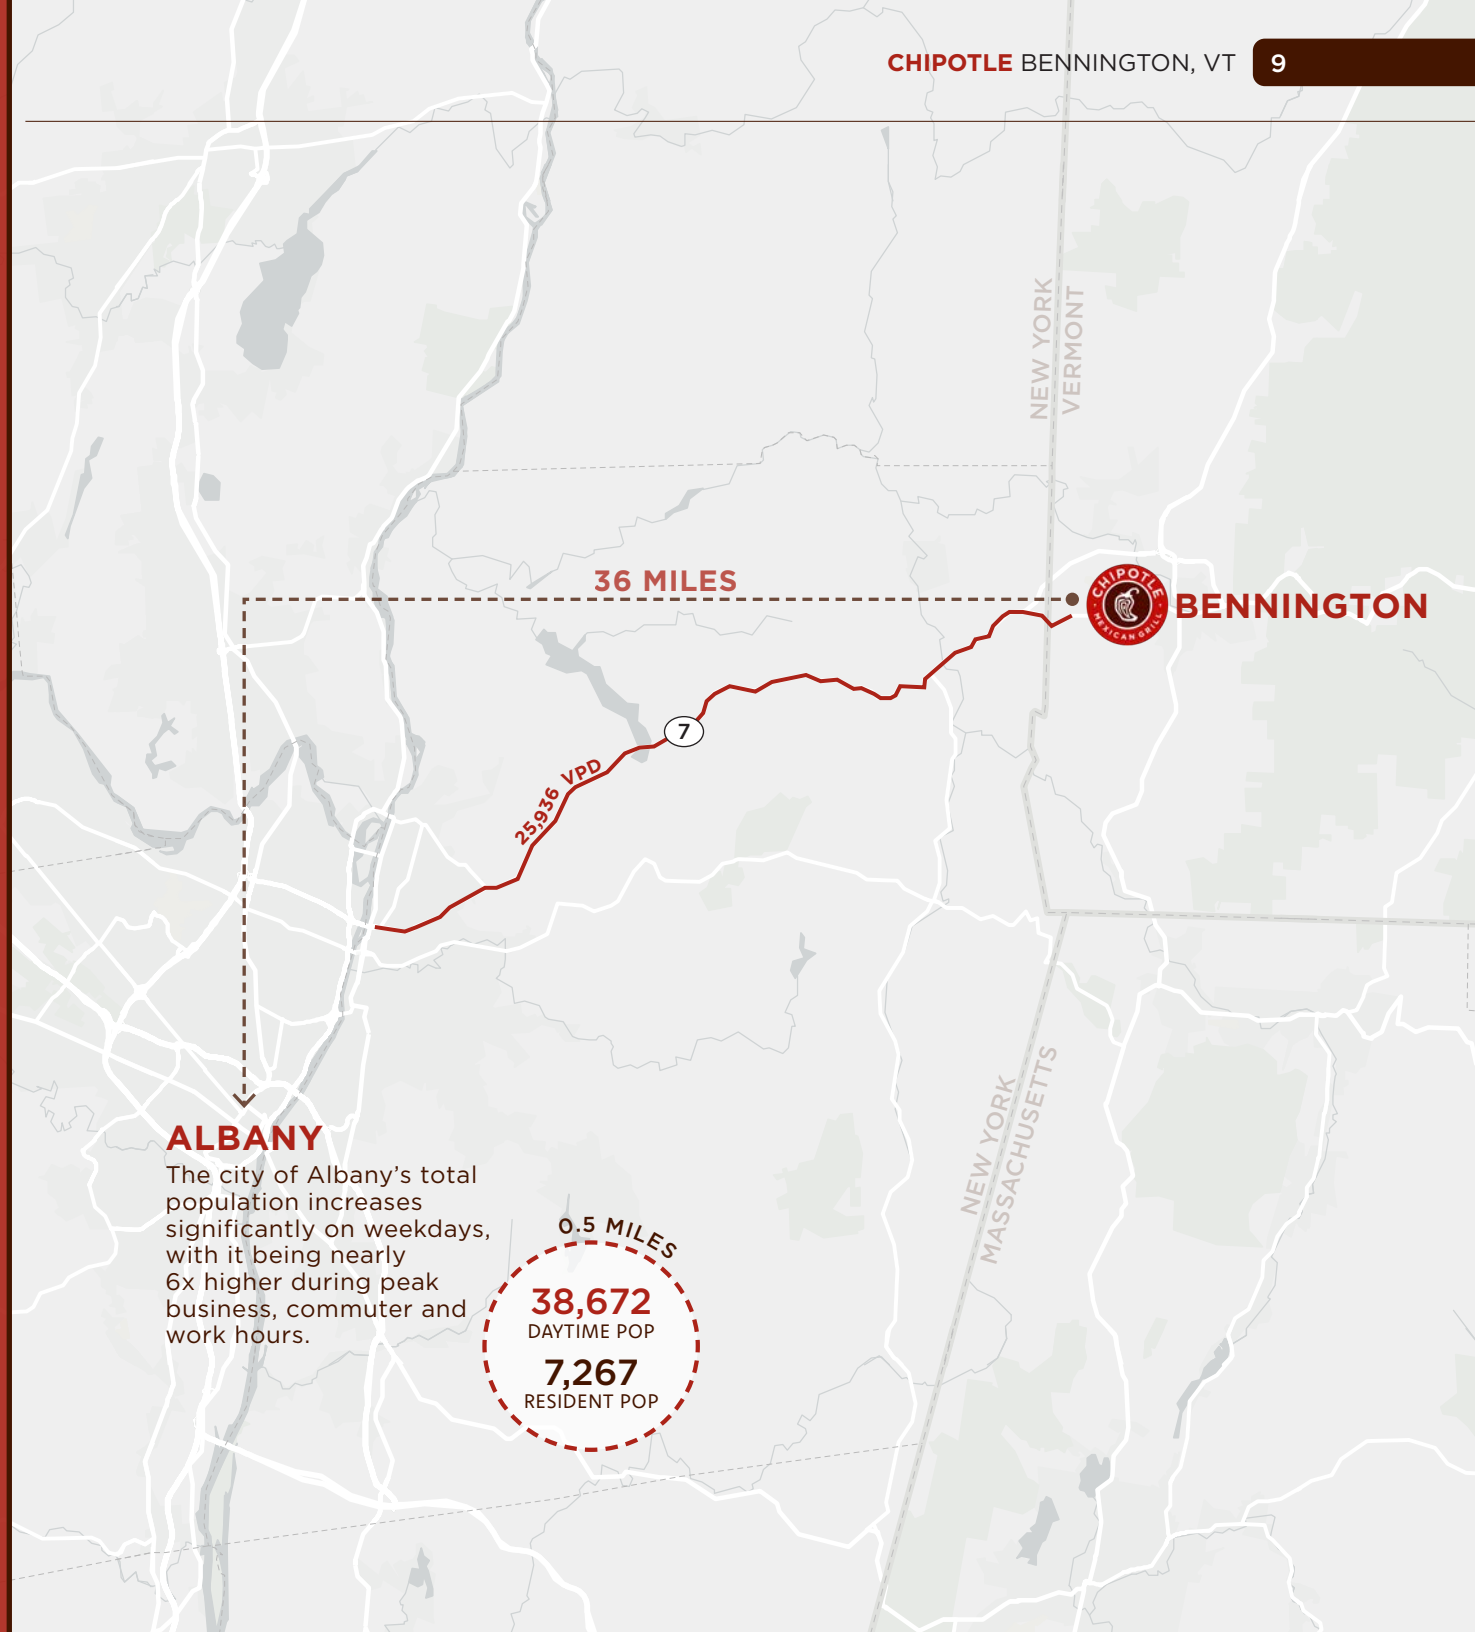 CHIPOTLE BENNINGTON, VT 9
NEW YORK
VERMONT
36 MILES
CHIPOTLE
MEXICAN GRILL
BENNINGTON
7
25,936 VPD
ALBANY
The city of Albany’s total
population increases
significantly on weekdays,
with it being nearly
6x higher during peak
business, commuter and
work hours.
0.5 MILES
38,672
DAYTIME POP
7,267
RESIDENT POP
NEW YORK
MASSACHUSETTS